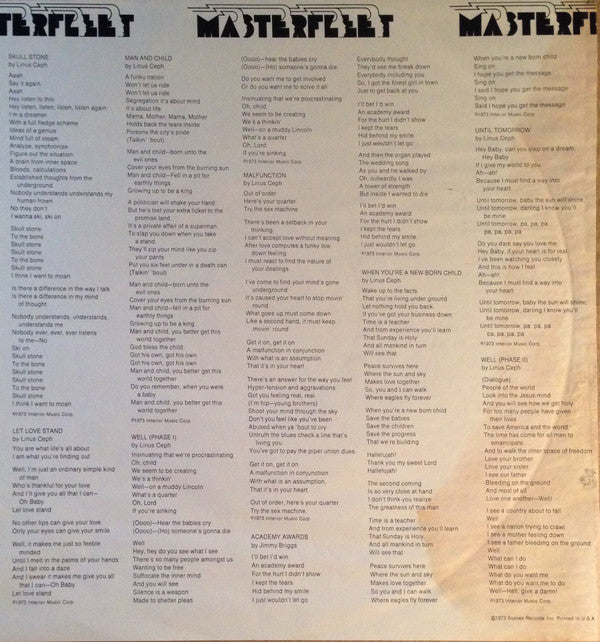 TERFLEET
MASTERFLEET
MASTERFLE
SKULL STONE
by Linus Ceph
Aaah
Say it again
Aaah
Hey listen to this
Hey listen, listen, listen, listen again
I'm a dreamer
With a full fledge scheme
Ideas of a genius
Mind full of steam
Analyze, synchronize
Figure out the situation
A brain from inner space
Bloods, calculations
Established thoughts from the
underground
Nobody understands understands my
human frown
No they don't
I wanna ski, ski on
Skull stone
To the bone
Skull stone
Skull stone
To the bone
Skull stone
I think I want to moan
Is there a difference in the way I talk
Is there a difference in my mind
of thought
Nobody understands, understands,
understands me
Nobody ever, ever, ever listens
to me—No
Ski on
Skull stone
To the bone
Skull stone
Skull stone
To the bone
Skull stone
I think I want to moan
©1973 Interior Music Corp.
LET LOVE STAND
by Linus Ceph
You are what life's all about
I am what you're finding out
Well, I'm just an ordinary simple kind
of man
Who's thankful for your love
And I'll give you all that I can—
Oh Baby
Let love stand
No other lips can give your love
Only your eyes can give your smile
Well, it makes me just so feeble
minded
Until I melt in the palms of your hands
And I fall into a daze
And I swear it makes me give you all
that I can—Oh Baby
Let love stand
©1973 Interior Music Corp.
MAN AND CHILD
by Linus Ceph
A funky nation
Won't let us ride
Won't let us ride
Segregation it's about mind
It's about life
Mama, Mother, Mama, Mother
Holds back the tears inside
Poisons the city's pride
(Talkin' bout)
Man and child—born unto the
evil ones
Cover your eyes from the burning sun
Man and child—Fell in a pit for
earthly things
Growing up to be a king
A politician will shake your hand
But he's lost your extra ticket to the
promise land.
It's a private affair of a superman
To slap you down when you take
a stand
They'll zip your mind like you zip
your pants
Put you six feet under in a death can
(Talkin' bout)
Man and child—born unto the
evil ones
Cover your eyes from the burning sun
Man and child—fell in a pit for
earthly things
Growing up to be a king
Man and child, you better get this
world together
God bless the child
Got his own, got his own
Got his own, got his own
Man and child, you better get this
world together
Do you remember, when you were
a baby
Man and child, you better get this
world together
©1973 Interior Music Corp.
WELL (PHASE I)
by Linus Ceph
Insinuating that we're procrastinating
Oh, child
We seem to be creating
We's a thinkin'
Well—on a muddy Lincoln
What's a quarter
Oh, Lord
If you're sinking
(Oooo)—Hear the babies cry
(Oooo)—(Ho) Someone's gonna die
Well
Hey, hey do you see what I see
There's so many people amongst us
Wanting to be free
Suffocate the inner mind
And you will see
Silence is a weapon
Made to shelter pleas
(Oooo)—hear the babies cry
(Oooo)—(Ho) someone's gonna die
Do you want me to get involved
Or do you want me to solve it all
Insinuating that we're procrastinating
Oh, child
We seem to be creating
We's a thinkin'
Well—on a muddy Lincoln
What's a quarter
Oh, Lord
If you're sinking
©1973 Interior Music Corp.
MALFUNCTION
by Linus Ceph
Out of order
Here's your quarter
Try the sex machine
There's been a setback in your
thinking
I can't accept love without meaning
After love computes a funky low
down feeling
I must react to find the nature of
your dealings
I've come to find your mind's gone
underground
It's caused your heart to stop movin'
round
What goes up must come down
Like a second hand, it must keep
movin' round
Get it on, get it on
A malfunction in conjunction
With what is an assumption
That it's in your heart
There's an answer for the way you feel
Hyper-tension and aggravations
Got you feeling real, real
(I'm hip—young brothers)
Shoot your mind through the sky
Don't you feel like you've been
Abused when ya 'bout to cry
Untruth the blues check a line that's
living you
You've got to pay the piper union dues
Get it on, get it on
A malfunction in conjunction
With what is an assumption,
That it's in your heart
Out of order, here's your quarter
Try the sex machine
©1973 Interior Music Corp.
ACADEMY AWARDS
by Jimmy Briggs
I'll bet I'd win
An academy award
For the hurt I didn't show
I kept the tears
Hid behind my smile
I just wouldn't let go
Everybody thought
They'd see me break down
Everybody including you
So, I got the finest girl in town
Just to get back at you
I'll bet I'd win
An academy award
For the hurt I didn't show
I kept the tears
Hid behind my smile
I just wouldn't let go
And then the organ played
The wedding song
As you and he walked by
Oh, outwardly I was
A tower of strength
But inside I wanted to die
I'll bet I'd win
An academy award
For the hurt I didn't show
I kept the tears
Hid behind my smile
I just wouldn't let go
©1973 Interior Music Corp.
WHEN YOU'RE A NEW BORN CHILD
by Linus Ceph
Wake up to the facts
That you're living under ground
Let nothing hold you back
If you've got your business down
Time is a teacher
And from experience you'll learn
That Sunday is Holy
And all mankind in turn
Will see that
Peace survives here
Where the sun and sky
Makes love together
So, you and I can walk
Where eagles fly forever
When you're a new born child
Save the babies
Save the children
Save the progress
That we're building
Hallelujah!
Thank you my sweet Lord
Hallelujah!
The second coming
Is so very close at hand
I don't think you realize
The greatness of this man
Time is a teacher
And from experience you'll learn
That Sunday is Holy
And all mankind in turn
Will see that
Peace survives here
Where the sun and sky
Makes love together
So you and I can walk
Where eagles fly forever
When you're a new born child
Sing on
I hope you get the message
Sing on
I said I hope you get the message
Sing on
Said I hope you get the message
©1973 Interior Music Corp.
UNTIL TOMORROW
by Linus Ceph
Hey Baby, can you step on a dream,
Hey Baby
If I give my world to you
Ah—ah!
Because I must find a way into
your heart
Until tomorrow, baby the sun will shine
Until tomorrow, darling I know you'll
be mine
Until tomorrow, pa, pa, pa
pa, pa, pa, pa
Do you dare say you love me
Hey Baby, if your heart is for real
I've been watching you closely
And this is how I feel
Ah—ah!
Because I must find a way into
your heart
Until tomorrow, baby the sun will shine
Until tomorrow, darling I know you'll
be mine
Until tomorrow, pa, pa, pa
pa, pa, pa, pa
©1973 Interior Music Corp.
WELL (PHASE II)
by Linus Ceph
(Dialogue)
People of the world
Look into the Jesus mind
And you will see how we get holy
For too many people have given
their lives
To save America and the world
The time has come for all men to
emancipate
And to walk the inner space of freedom
Love your brother
Love your sister
I see our father
Bleeding on the ground
And most of all
Love one another—Well!
I see a country about to fall
Well
I see a nation trying to crawl
I see a mother feeling down
I see a father bleeding on the ground
Well
What can I do
What can I do
What do you want me
What do you want me to do
Well—Hell, give a damn!
©1973 Interior Music Corp.
©1973 Sussex Records Inc. Printed in U.S.A.